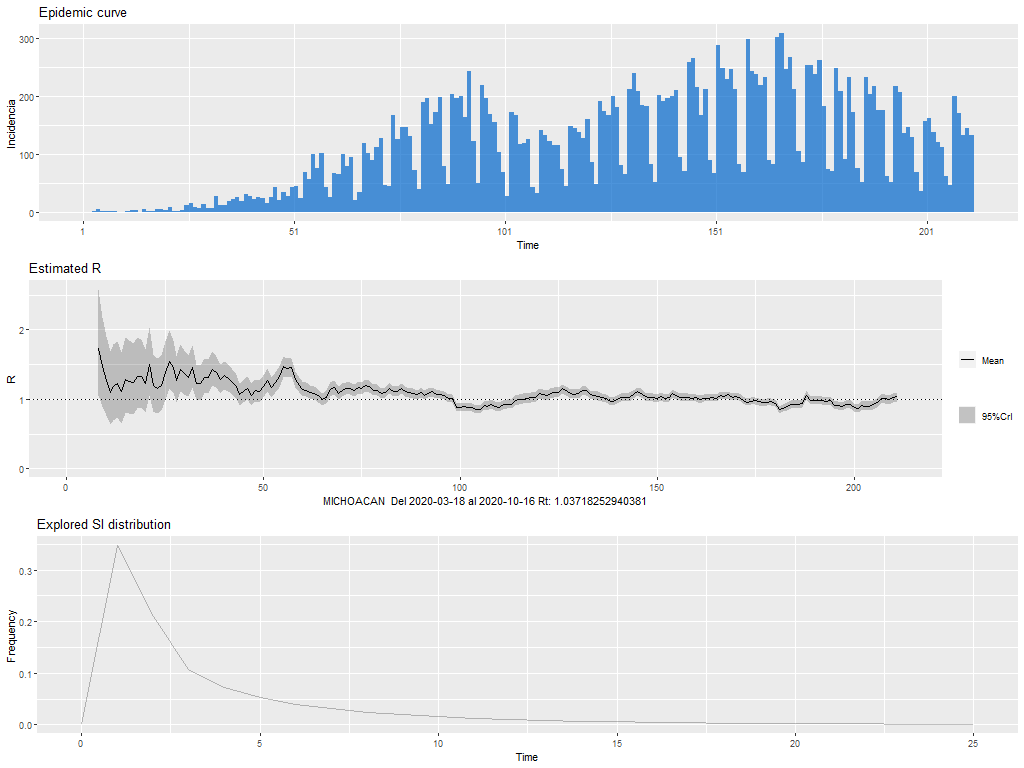 Epidemic curve
300
200
100
0
Incidencia
1
51
101
151
201
Time
Estimated R
2
1
0
R
Mean
95%CrI
0
50
100
150
200
MICHOACAN Del 2020-03-18 al 2020-10-16 Rt: 1.03718252940381
Explored SI distribution
0.3
0.2
0.1
0.0
Frequency
0
5
10
15
20
25
Time